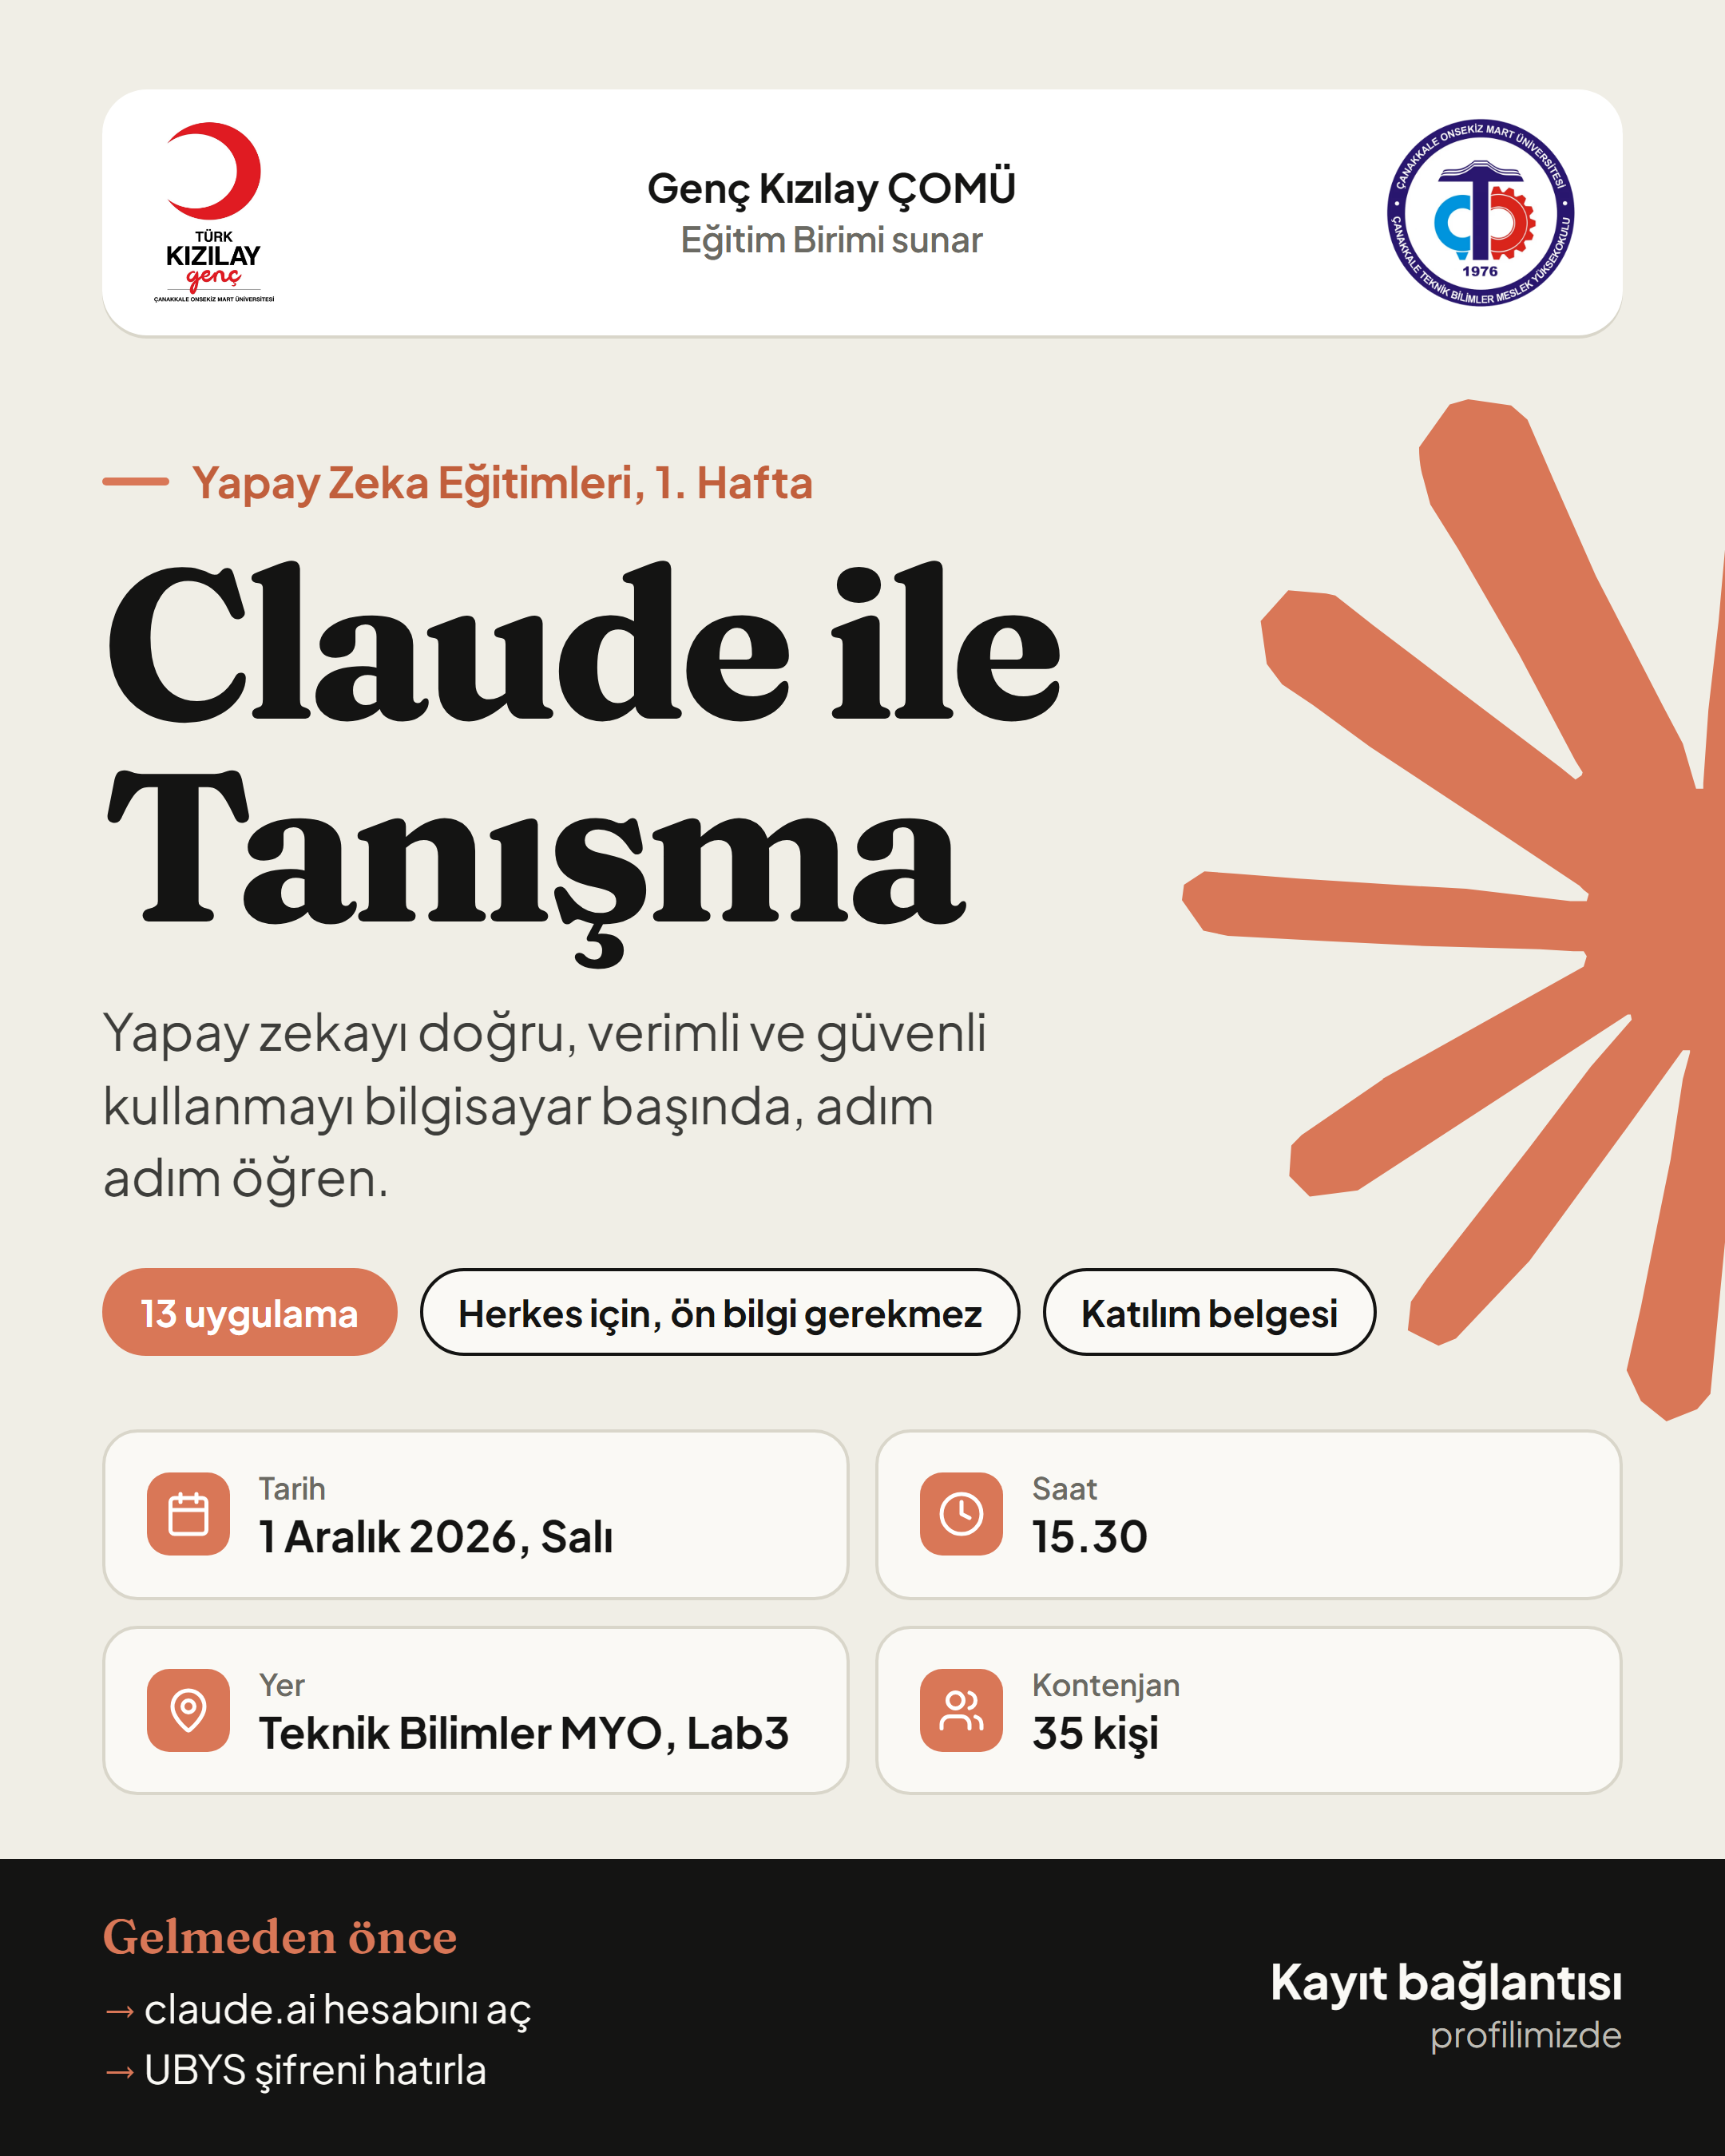 TÜRK
KIZILAY
genç
ÇANAKKALE ONSEKİZ MART ÜNİVERSİTESİ
Genç Kızılay ÇOMÜ
Eğitim Birimi sunar
ÇANAKKALE ONSEKİZ MART ÜNİVERSİTESİ
ÇANAKKALE TEKNİK BİLİMLER MESLEK YÜKSEKOKULU
1976
Yapay Zeka Eğitimleri, 1. Hafta
Claude ile
Tanışma
Yapay zekayı doğru, verimli ve güvenli
kullanmayı bilgisayar başında, adım
adım öğren.
13 uygulama
Herkes için, ön bilgi gerekmez
Katılım belgesi
Tarih
1 Aralık 2026, Salı
Saat
15.30
Yer
Teknik Bilimler MYO, Lab3
Kontenjan
35 kişi
Gelmeden önce
→ claude.ai hesabını aç
→ UBYS şifreni hatırla
Kayıt bağlantısı
profilimizde